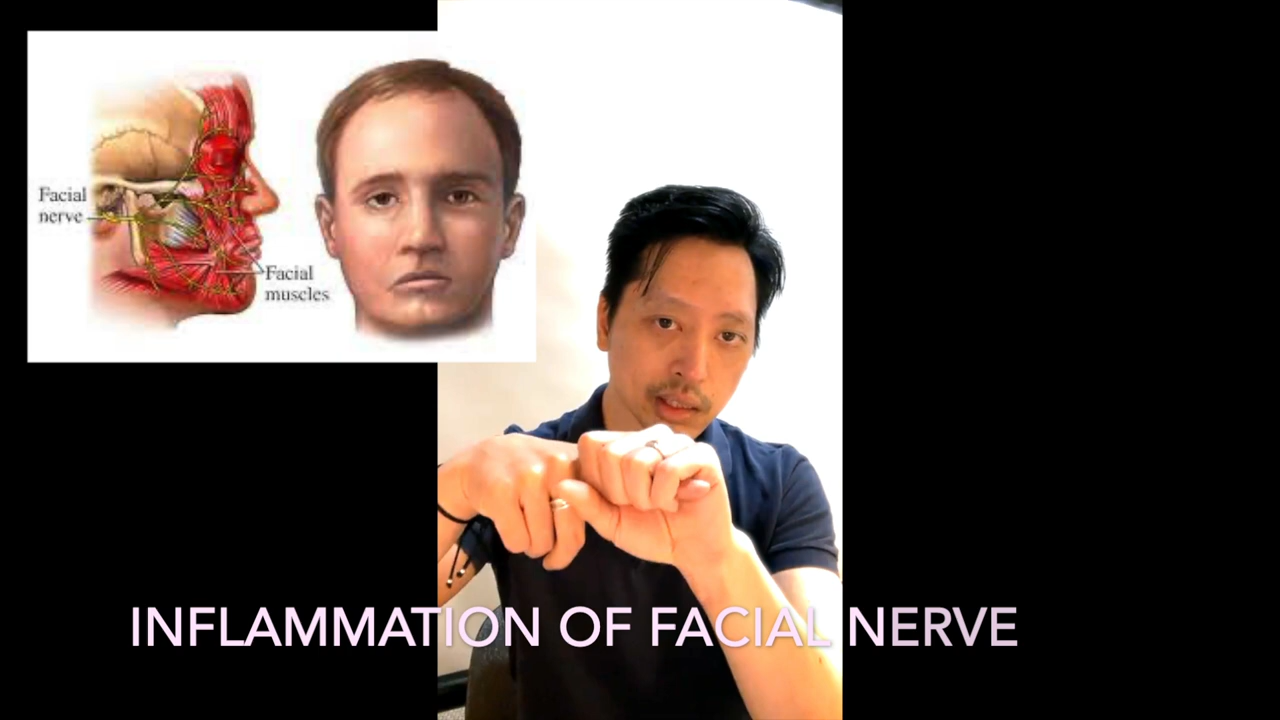 Facial
nerve
Facial
muscles
INFLAMMATION OF FACIAL NERVE